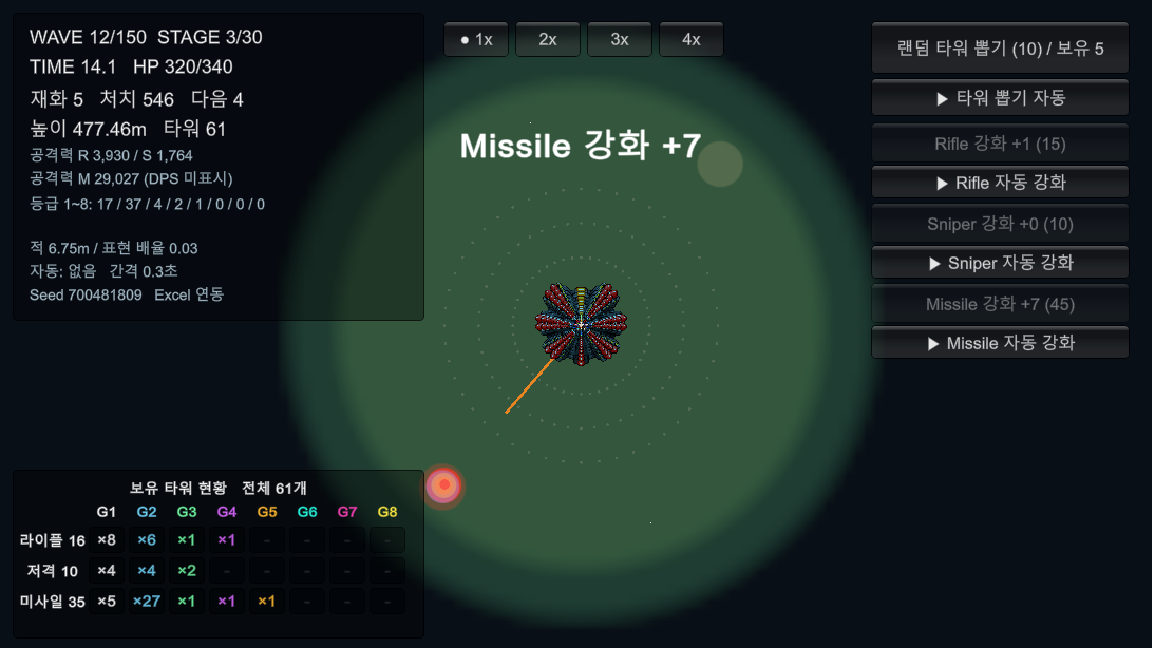 WAVE 12/150 STAGE 3/30
TIME 14.1 HP 320/340
재화 5 처치 546 다음 4
높이 477.46m 타워 61
공격력 R 3,930 / S 1,764
공격력 M 29,027 (DPS 미표시)
등급 1~8: 17 / 37 / 4 / 2 / 1 / 0 / 0 / 0
적 6.75m / 표현 배율 0.03
자동: 없음 간격 0.3초
Seed 700481809 Excel 연동
● 1x 2x 3x 4x
Missile 강화 +7
랜덤 타워 뽑기 (10) / 보유 5
▶ 타워 뽑기 자동
Rifle 강화 +1 (15)
▶ Rifle 자동 강화
Sniper 강화 +0 (10)
▶ Sniper 자동 강화
Missile 강화 +7 (45)
▶ Missile 자동 강화
보유 타워 현황 전체 61개
G1 G2 G3 G4 G5 G6 G7 G8
라이플 16 ×8 ×6 ×1 ×1 - - - -
저격 10 ×4 ×4 ×2 - - - - -
미사일 35 ×5 ×27 ×1 ×1 ×1 - - -